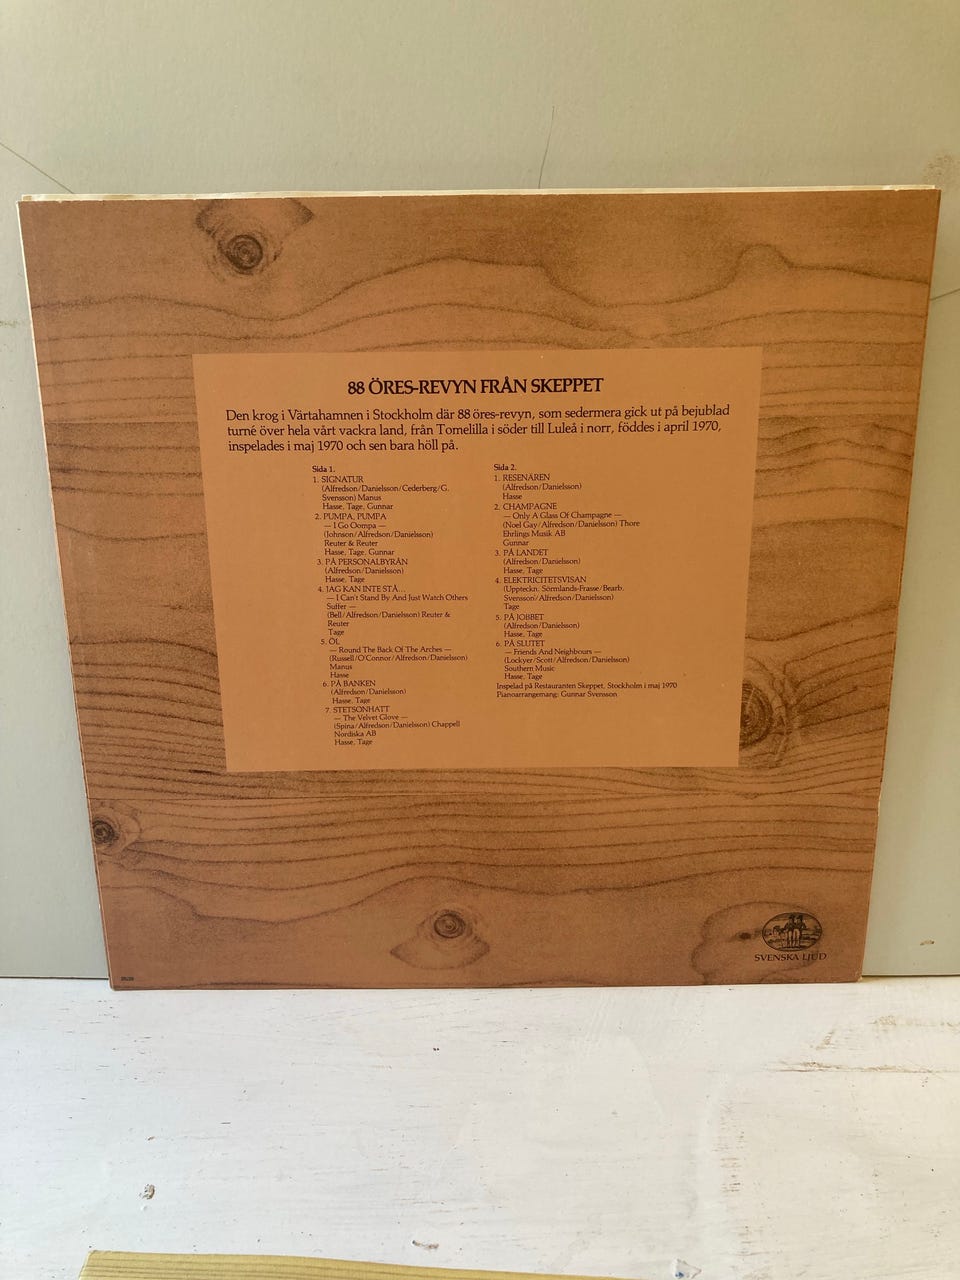 88 ÖRES-REVYN FRÅN SKEPPET
Den krog i Värtahamnen i Stockholm där 88 öres-revyn, som sedermera gick ut på bejublad
turné över hela vårt vackra land, från Tomelilla i söder till Luleå i norr, föddes i april 1970,
inspelades i maj 1970 och sen bara höll på.
Sida 1.
1. SIGNATUR
(Alfredson/Danielsson/Cederberg/G.
Svensson) Manus
Hasse, Tage, Gunnar
2. PUMPA, PUMPA
— I Go Oompa —
(Johnson/Alfredson/Danielsson)
Reuter & Reuter
Hasse, Tage, Gunnar
3. PÅ PERSONALBYRÅN
(Alfredson/Danielsson)
Hasse, Tage
4. JAG KAN INTE STÅ...
— I Can't Stand By And Just Watch Others
Suffer —
(Bell/Alfredson/Danielsson) Reuter &
Reuter
Tage
5. ÖL
— Round The Back Of The Arches —
(Russell/O'Connor/Alfredson/Danielsson)
Manus
Hasse
6. PÅ BANKEN
(Alfredson/Danielsson)
Hasse, Tage
7. STETSONHATT
— The Velvet Glove —
(Spina/Alfredson/Danielsson) Chappell
Nordiska AB
Hasse, Tage
Sida 2.
1. RESENÄREN
(Alfredson/Danielsson)
Hasse
2. CHAMPAGNE
— Only A Glass Of Champagne —
(Noel Gay/Alfredson/Danielsson) Thore
Ehrlings Musik AB
Gunnar
3. PÅ LANDET
(Alfredson/Danielsson)
Hasse, Tage
4. ELEKTRICITETSVISAN
(Uppteckn. Sörmlands-Frasse/Bearb.
Svensson/Alfredson/Danielsson)
Tage
5. PÅ JOBBET
(Alfredson/Danielsson)
Hasse, Tage
6. PÅ SLUTET
— Friends And Neighbours —
(Lockyer/Scott/Alfredson/Danielsson)
Southern Music
Hasse, Tage
Inspelad på Restauranten Skeppet, Stockholm i maj 1970
Pianoarrangemang: Gunnar Svensson
SVENSKA LJUD